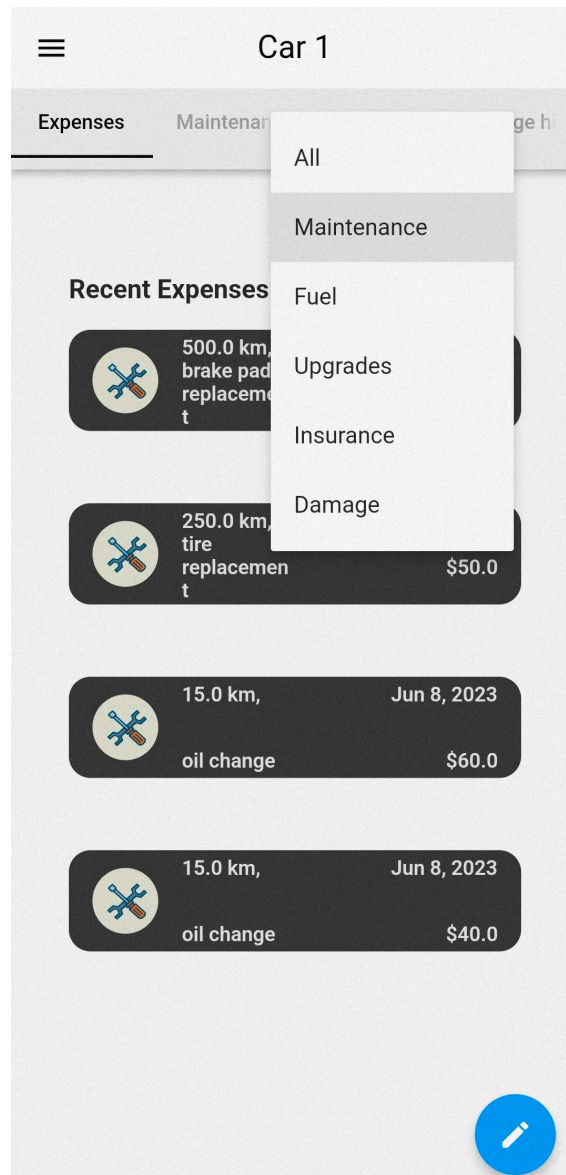 Car 1
Expenses Maintenan ge h
All
Maintenance
Fuel
Upgrades
Insurance
Damage
Recent Expenses
500.0 km,
brake pad
replaceme
t
250.0 km,
tire
replacemen
t
$50.0
15.0 km,
Jun 8, 2023
oil change
$60.0
15.0 km,
Jun 8, 2023
oil change
$40.0